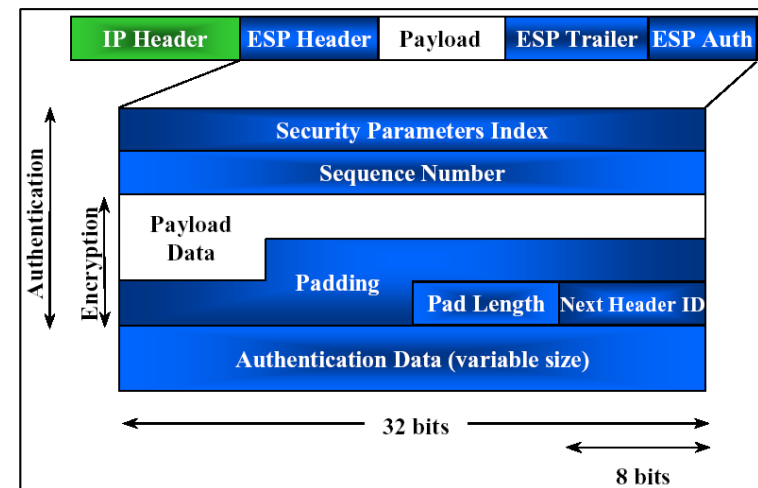 IP Header ESP Header Payload ESP Trailer ESP Auth
Security Parameters Index
Sequence Number
Payload
Data
Padding
Pad Length Next Header ID
Authentication Data (variable size)
Authentication
Encryption
32 bits
8 bits